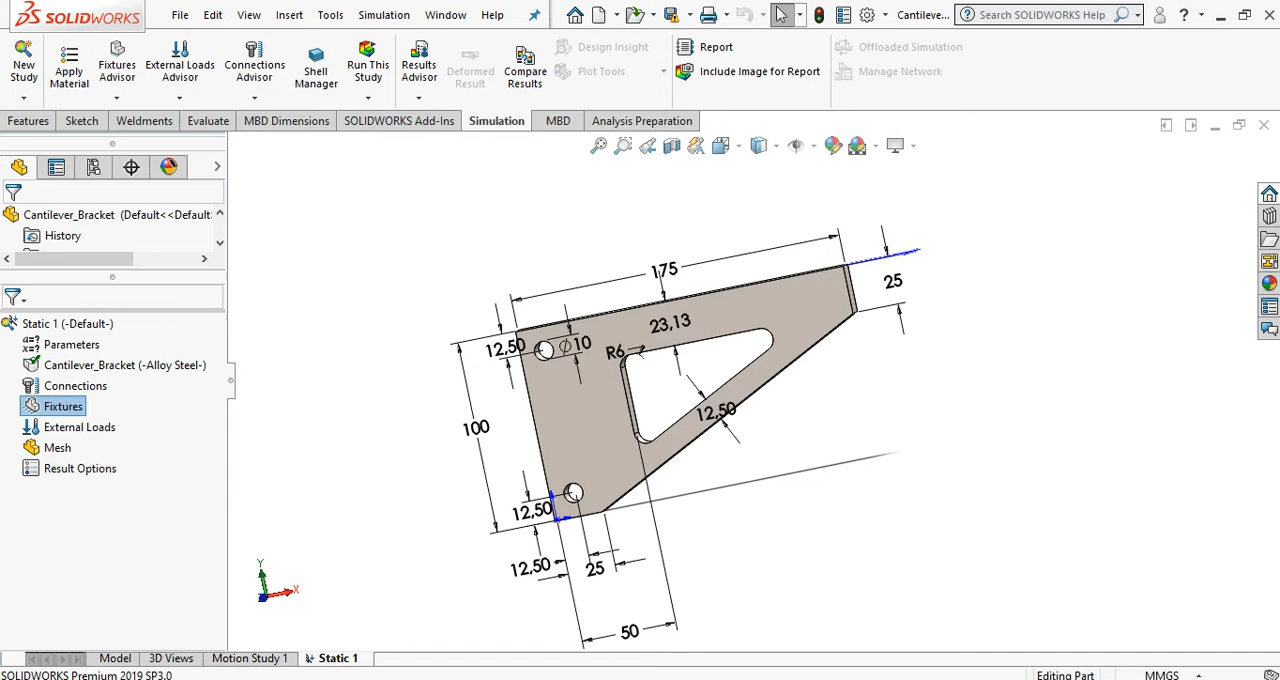 SOLIDWORKS
File Edit View Insert Tools Simulation Window Help
Cantileve...
Search SOLIDWORKS Help
?
New Study
Apply Material
Fixtures Advisor
External Loads Advisor
Connections Advisor
Shell Manager
Run This Study
Results Advisor
Deformed Result
Compare Results
Design Insight
Plot Tools
Report
Include Image for Report
Offloaded Simulation
Manage Network
Features Sketch Weldments Evaluate MBD Dimensions SOLIDWORKS Add-Ins Simulation MBD Analysis Preparation
Cantilever_Bracket (Default<<Default
History
Static 1 (-Default-)
Parameters
Cantilever_Bracket (-Alloy Steel-)
Connections
Fixtures
External Loads
Mesh
Result Options
175
25
23,13
12,50
∅10
R6
100
12,50
12,50
12,50
25
50
Y
X
Model 3D Views Motion Study 1 Static 1
SOLIDWORKS Premium 2019 SP3.0
Editing Part
MMGS